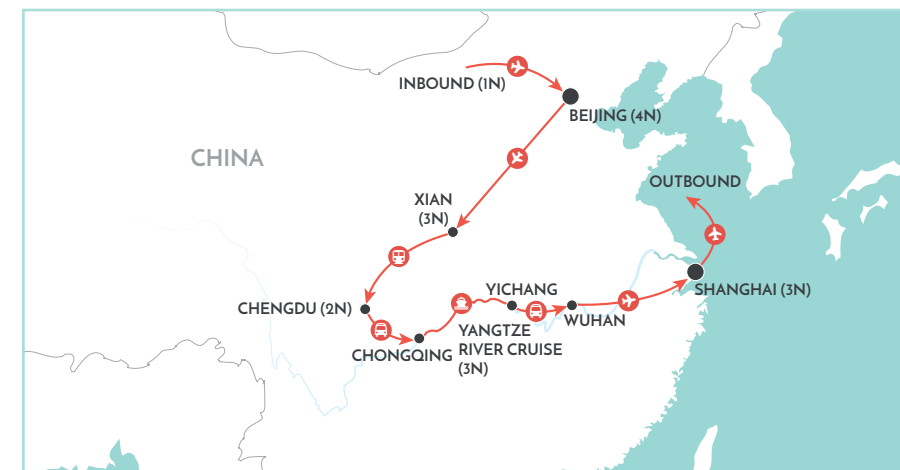 INBOUND (1N)
BEIJING (4N)
CHINA
OUTBOUND
XIAN
(3N)
YICHANG
SHANGHAI (3N)
CHENGDU (2N)
WUHAN
YANGTZE
RIVER CRUISE
(3N)
CHONGQING